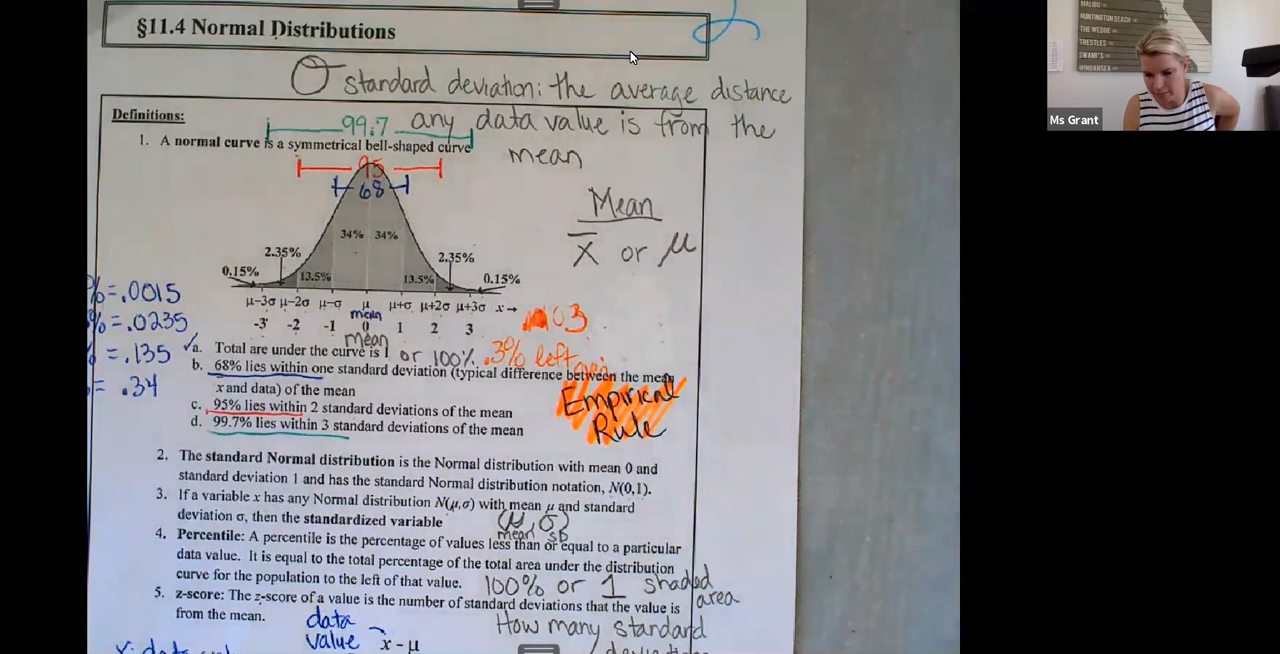 §11.4 Normal Distributions
σ standard deviation: the average distance
any data value is from the
mean
Definitions:
99.7
1. A normal curve is a symmetrical bell-shaped curve
95
68
Mean
x̄ or μ
34% 34%
2.35% 2.35%
0.15% 13.5% 13.5% 0.15%
μ−3σ μ−2σ μ−σ μ μ+σ μ+2σ μ+3σ x→
mean
-3 -2 -1 0 1 2 3
mean
03
% = .0015
% = .0235
= .135
= .34
a. Total are under the curve is 1 or 100% .3% left over
b. 68% lies within one standard deviation (typical difference between the mean
x and data) of the mean
c. 95% lies within 2 standard deviations of the mean
d. 99.7% lies within 3 standard deviations of the mean
Empirical
Rule
2. The standard Normal distribution is the Normal distribution with mean 0 and
standard deviation 1 and has the standard Normal distribution notation, N(0,1).
3. If a variable x has any Normal distribution N(μ,σ) with mean μ and standard
deviation σ, then the standardized variable (μ, σ)
mean SD
4. Percentile: A percentile is the percentage of values less than or equal to a particular
data value. It is equal to the total percentage of the total area under the distribution
curve for the population to the left of that value. 100% or 1 shaded
area
5. z-score: The z-score of a value is the number of standard deviations that the value is
from the mean.
How many standard
data
value x − μ
MALIBU
HUNTINGTON BEACH
THE WEDGE
TRESTLES
SWAMI'S
WINDANSEA
Ms Grant